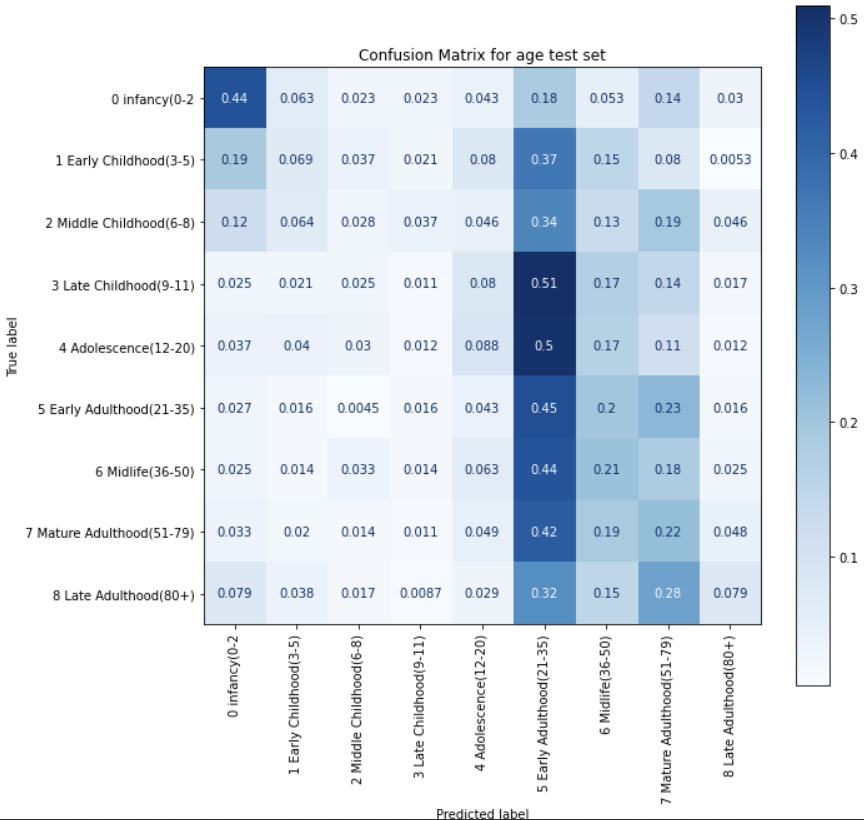 Confusion Matrix for age test set
0 infancy(0-2 0.44 0.063 0.023 0.023 0.043 0.18 0.053 0.14 0.03
1 Early Childhood(3-5) 0.19 0.069 0.037 0.021 0.08 0.37 0.15 0.08 0.0053
2 Middle Childhood(6-8) 0.12 0.064 0.028 0.037 0.046 0.34 0.13 0.19 0.046
3 Late Childhood(9-11) 0.025 0.021 0.025 0.011 0.08 0.51 0.17 0.14 0.017
4 Adolescence(12-20) 0.037 0.04 0.03 0.012 0.088 0.5 0.17 0.11 0.012
5 Early Adulthood(21-35) 0.027 0.016 0.0045 0.016 0.043 0.45 0.2 0.23 0.016
6 Midlife(36-50) 0.025 0.014 0.033 0.014 0.063 0.44 0.21 0.18 0.025
7 Mature Adulthood(51-79) 0.033 0.02 0.014 0.011 0.049 0.42 0.19 0.22 0.048
8 Late Adulthood(80+) 0.079 0.038 0.017 0.0087 0.029 0.32 0.15 0.28 0.079
True label
0 infancy(0-2
1 Early Childhood(3-5)
2 Middle Childhood(6-8)
3 Late Childhood(9-11)
4 Adolescence(12-20)
5 Early Adulthood(21-35)
6 Midlife(36-50)
7 Mature Adulthood(51-79)
8 Late Adulthood(80+)
Predicted label
0.5
0.4
0.3
0.2
0.1